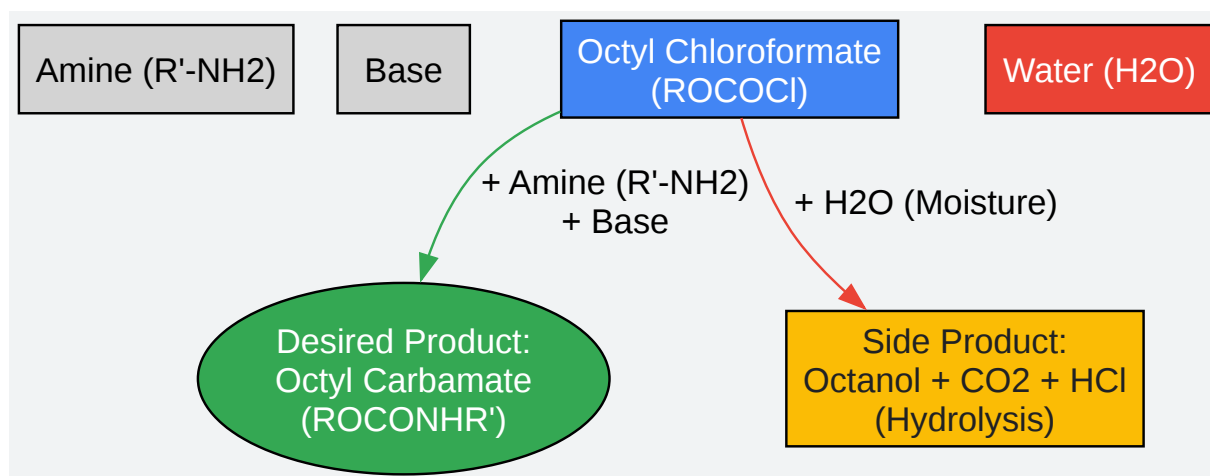 Amine (R'-NH2)
Base
Octyl Chloroformate
(ROCOCl)
Water (H2O)
+ Amine (R'-NH2)
+ Base
+ H2O (Moisture)
Desired Product:
Octyl Carbamate
(ROCONHR')
Side Product:
Octanol + CO2 + HCl
(Hydrolysis)